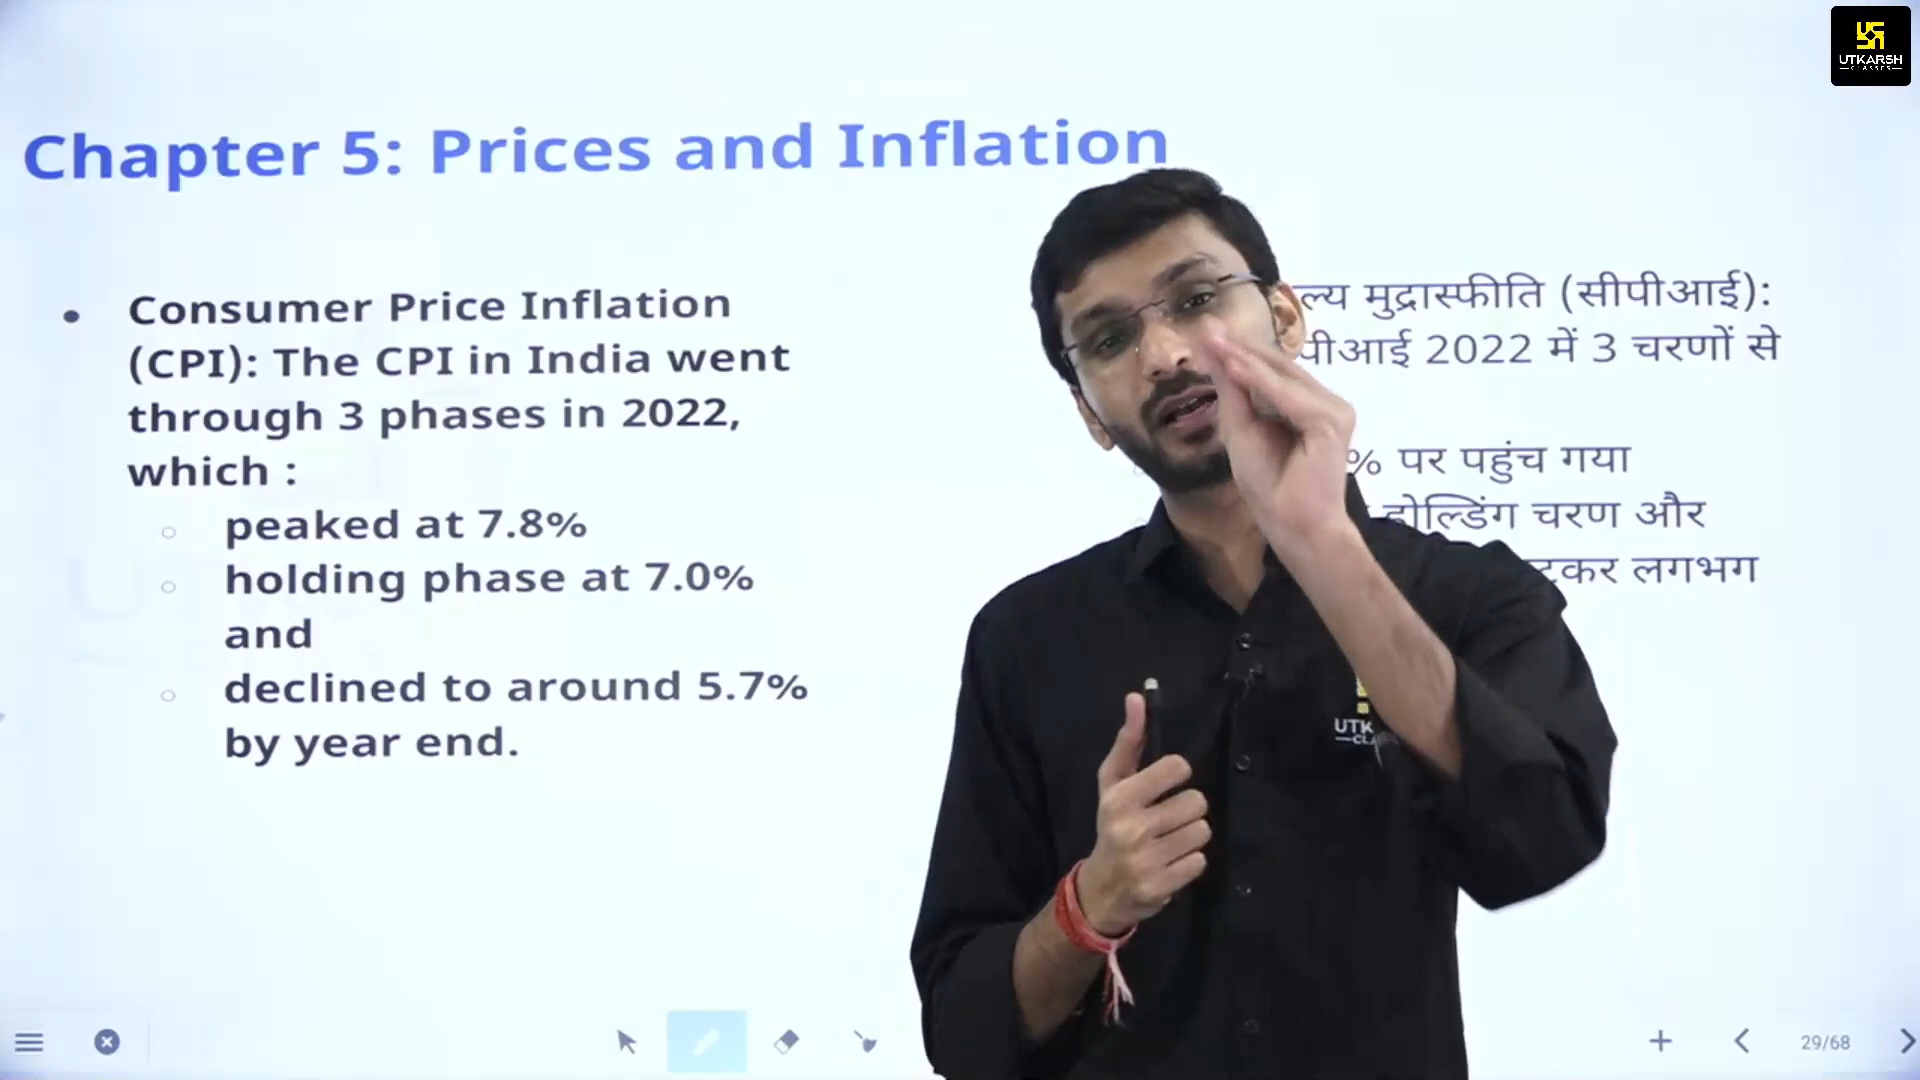 UTKARSH
CLASSES
Chapter 5: Prices and Inflation
• Consumer Price Inflation
(CPI): The CPI in India went
through 3 phases in 2022,
which :
○ peaked at 7.8%
○ holding phase at 7.0%
and
○ declined to around 5.7%
by year end.
मुद्रास्फीति (सीपीआई):
2022 में 3 चरणों से
% पर पहुंच गया
होल्डिंग चरण और
लगभग
UTK
29/68